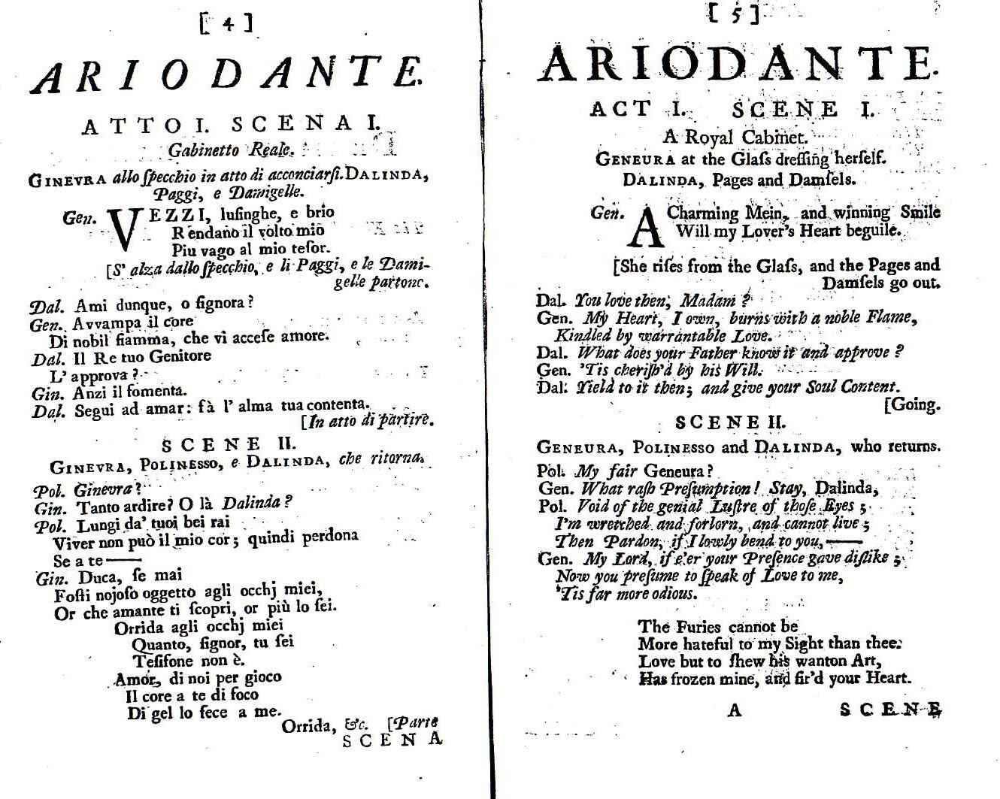 [ 4 ]
ARIODANTE.
ATTO I. SCENA I.
Gabinetto Reale.
GINEVRA allo ſpecchio in atto di acconciarſi. DALINDA,
Paggi, e Damigelle.
Gen. VEZZI, luſinghe, e brio
Rendano il volto mio
Piu vago al mio teſor.
[S' alza dallo ſpecchio, e li Paggi, e le Dami-
gelle partono.
Dal. Ami dunque, o ſignora?
Gen. Avvampa il core
Di nobil fiamma, che vi acceſe amore.
Dal. Il Re tuo Genitore
L' approva?
Gin. Anzi il fomenta.
Dal. Segui ad amar: fà l' alma tua contenta.
[In atto di partire.
SCENE II.
GINEVRA, POLINESSO, e DALINDA, che ritorna.
Pol. Ginevra?
Gin. Tanto ardire? O là Dalinda?
Pol. Lungi da' tuoi bei rai
Viver non può il mio cor; quindi perdona
Se a te——
Gin. Duca, ſe mai
Foſti nojoſo oggetto agli occhj miei,
Or che amante ti ſcopri, or più lo ſei.
Orrida agli occhj miei
Quanto, ſignor, tu ſei
Teſifone non è.
Amor, di noi per gioco
Il core a te di foco
Di gel lo fece a me.
Orrida, &c. [Parte
SCENA
[ 5 ]
ARIODANTE.
ACT I. SCENE I.
A Royal Cabinet.
GENEURA at the Glaſs dreſſing herſelf.
DALINDA, Pages and Damſels.
Gen. A Charming Mein, and winning Smile
Will my Lover's Heart beguile.
[She riſes from the Glaſs, and the Pages and
Damſels go out.
Dal. You love then, Madam?
Gen. My Heart, I own, burns with a noble Flame,
Kindled by warrantable Love.
Dal. What does your Father know it and approve?
Gen. 'Tis cheriſh'd by his Will.
Dal. Yield to it then; and give your Soul Content.
[Going.
SCENE II.
GENEURA, POLINESSO and DALINDA, who returns.
Pol. My fair Geneura?
Gen. What raſh Preſumption! Stay, Dalinda,
Pol. Void of the genial Luſtre of thoſe Eyes;
I'm wretched and forlorn, and cannot live;
Then Pardon, if I lowly bend to you,——
Gen. My Lord, if e'er your Preſence gave diſlike;
Now you preſume to ſpeak of Love to me,
'Tis far more odious.
The Furies cannot be
More hateful to my Sight than thee:
Love but to ſhew his wanton Art,
Has frozen mine, and fir'd your Heart.
A SCENE